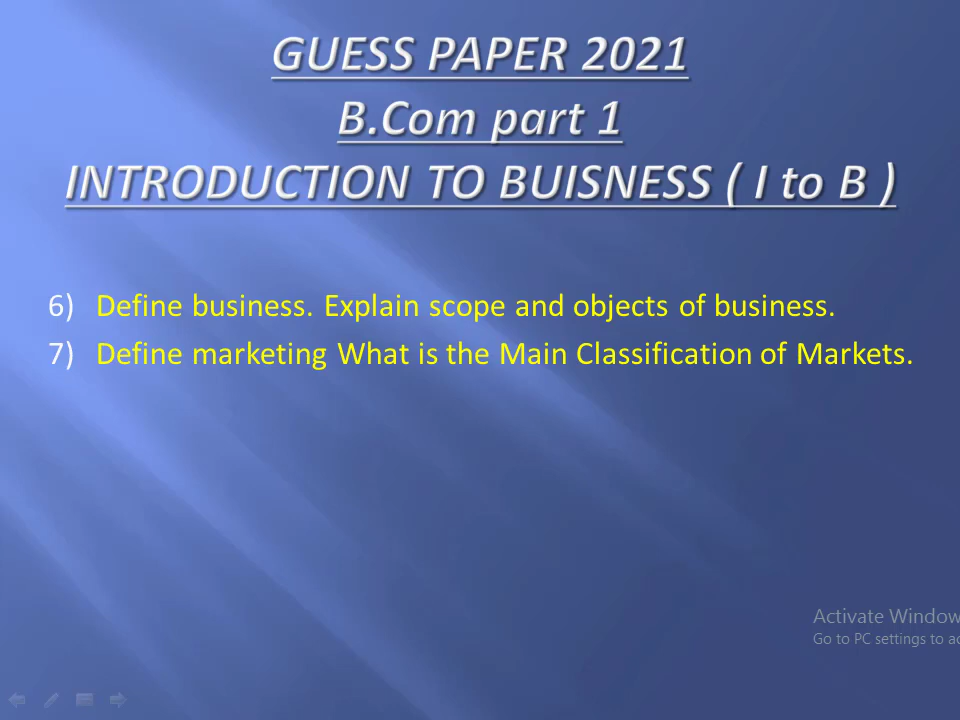 GUESS PAPER 2021
B.Com part 1
INTRODUCTION TO BUISNESS ( I to B )
6) Define business. Explain scope and objects of business.
7) Define marketing What is the Main Classification of Markets.
Activate Window
Go to PC settings to ac